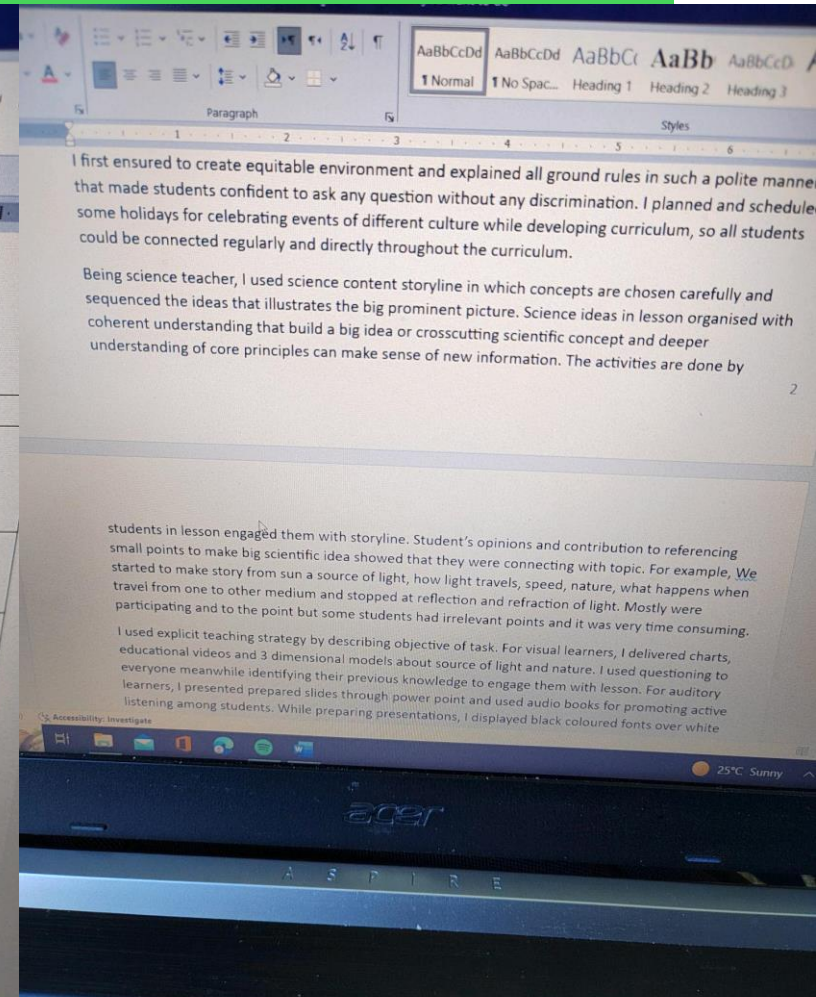 AaBbCcDd AaBbCcDd AaBbC AaBb AaBbCcD
¶ Normal ¶ No Spac... Heading 1 Heading 2 Heading 3
Paragraph
Styles
1 2 3 4 5 6
I first ensured to create equitable environment and explained all ground rules in such a polite manne
that made students confident to ask any question without any discrimination. I planned and schedule
some holidays for celebrating events of different culture while developing curriculum, so all students
could be connected regularly and directly throughout the curriculum.
Being science teacher, I used science content storyline in which concepts are chosen carefully and
sequenced the ideas that illustrates the big prominent picture. Science ideas in lesson organised with
coherent understanding that build a big idea or crosscutting scientific concept and deeper
understanding of core principles can make sense of new information. The activities are done by
2
students in lesson engaged them with storyline. Student's opinions and contribution to referencing
small points to make big scientific idea showed that they were connecting with topic. For example, We
started to make story from sun a source of light, how light travels, speed, nature, what happens when
travel from one to other medium and stopped at reflection and refraction of light. Mostly were
participating and to the point but some students had irrelevant points and it was very time consuming.
I used explicit teaching strategy by describing objective of task. For visual learners, I delivered charts,
educational videos and 3 dimensional models about source of light and nature. I used questioning to
everyone meanwhile identifying their previous knowledge to engage them with lesson. For auditory
learners, I presented prepared slides through power point and used audio books for promoting active
listening among students. While preparing presentations, I displayed black coloured fonts over white
Accessibility: Investigate
25°C Sunny
acer
ASPIRE